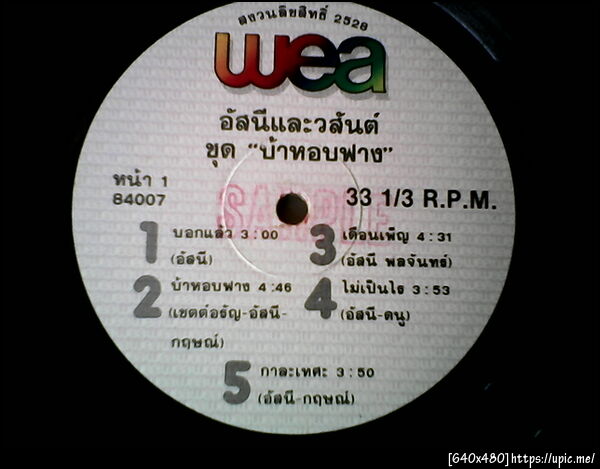 สงวนลิขสิทธิ์ 2528
wea
อัสนีและวสันต์
ชุด "บ้าหอบฟาง"
หน้า 1
84007
33 1/3 R.P.M.
SAMPLE
1 บอกแล้ว 3:00
(อัสนี)
2 บ้าหอบฟาง 4:46
(เขตต์อรัญ-อัสนี-
กฤษณ์)
3 เดือนเพ็ญ 4:31
(อัสนี พลจันทร์)
4 ไม่เป็นไร 3:53
(อัสนี-ดนู)
5 กาละเทศะ 3:50
(อัสนี-กฤษณ์)
[640x480]https://upic.me/